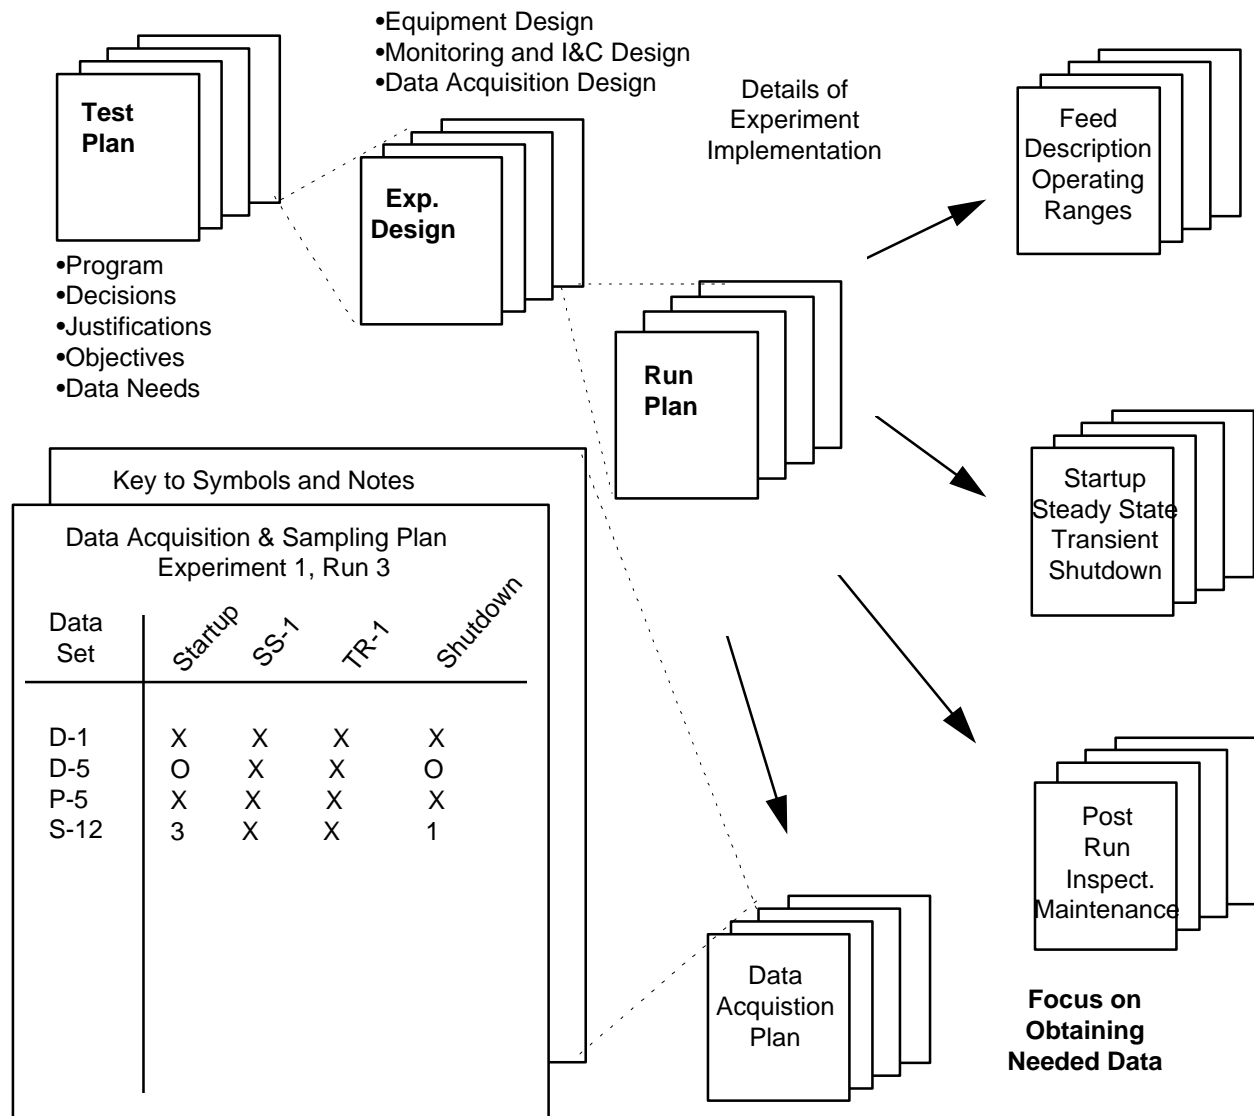 •Equipment Design
•Monitoring and I&C Design
•Data Acquisition Design
Test
Plan
•Program
•Decisions
•Justifications
•Objectives
•Data Needs
Exp.
Design
Details of
Experiment
Implementation
Feed
Description
Operating
Ranges
Run
Plan
Startup
Steady State
Transient
Shutdown
Key to Symbols and Notes
Data Acquisition & Sampling Plan
Experiment 1, Run 3
Data
Set
Startup SS-1 TR-1 Shutdown
D-1 X X X X
D-5 O X X O
P-5 X X X X
S-12 3 X X 1
Post
Run
Inspect.
Maintenance
Data
Acquistion
Plan
Focus on
Obtaining
Needed Data